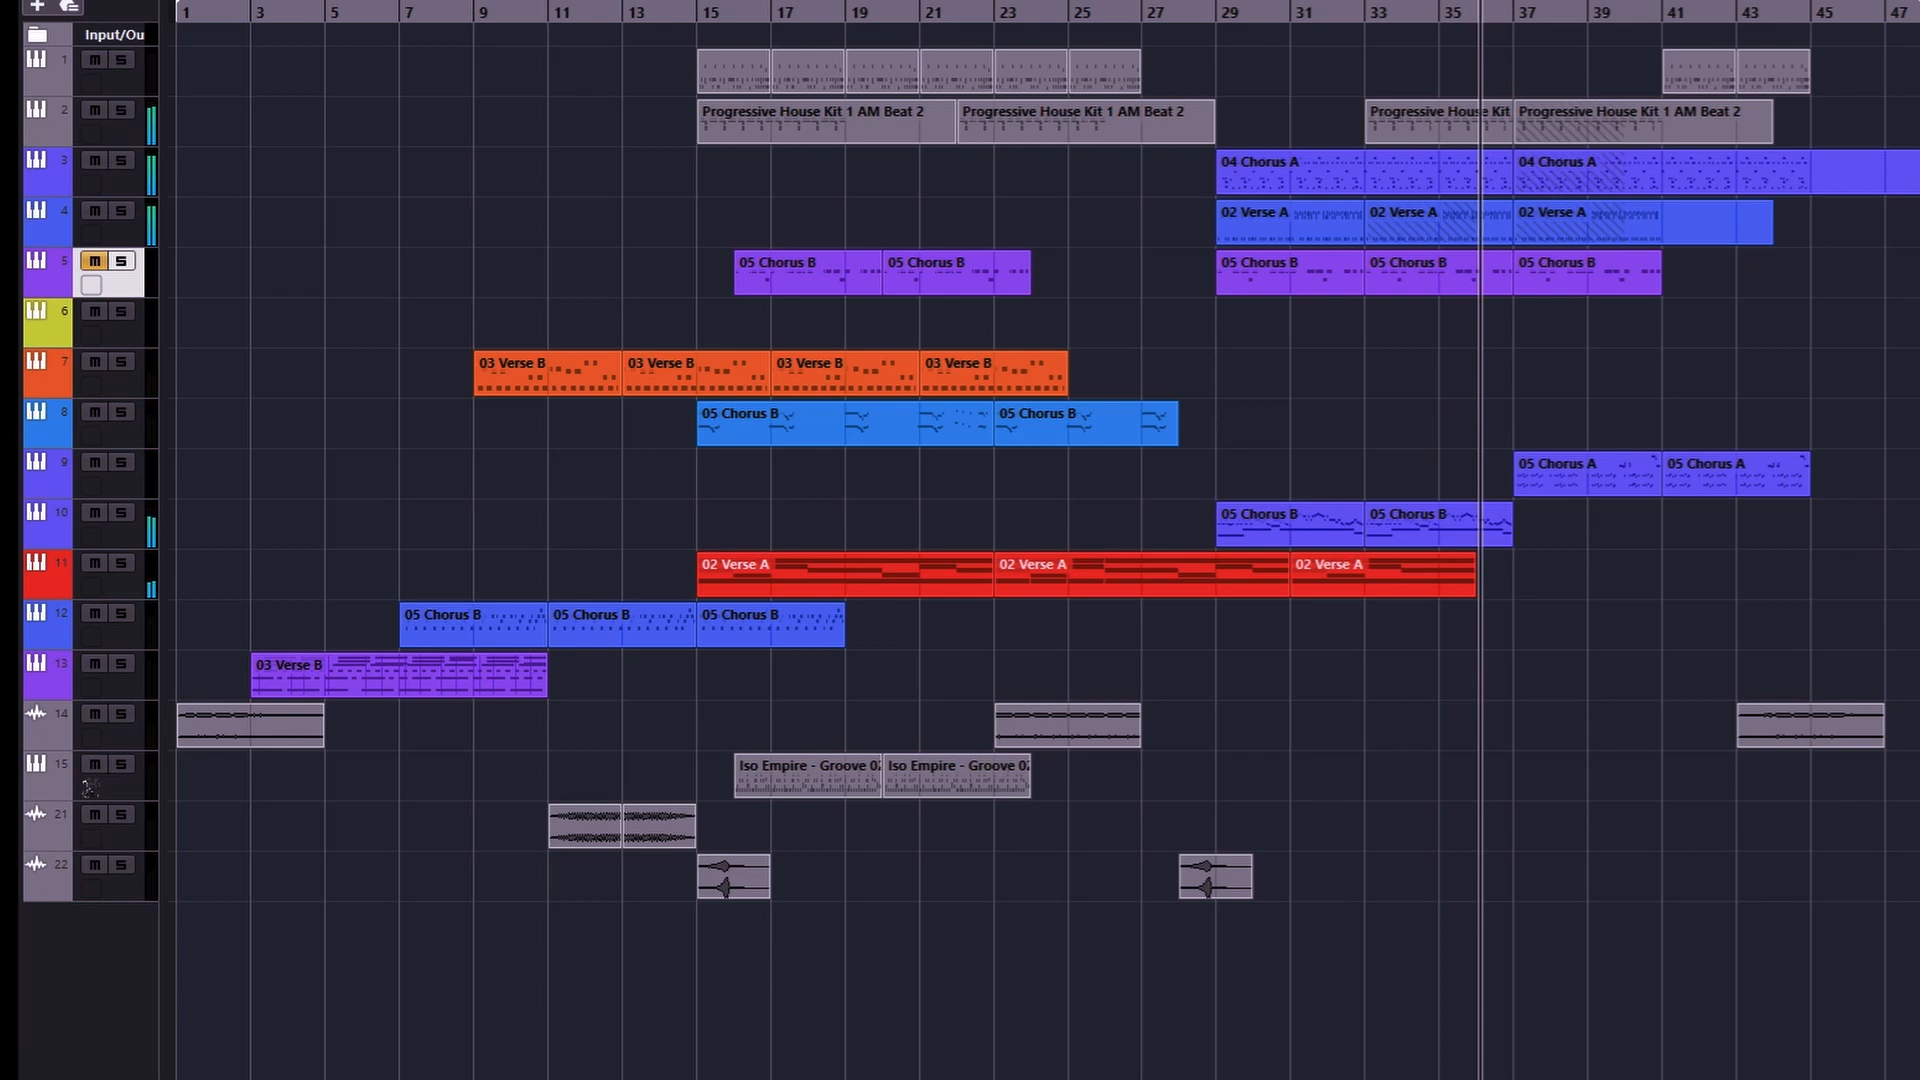 1 3 5 7 9 11 13 15 17 19 21 23 25 27 29 31 33 35 37 39 41 43 45 47
Input/Ou
1 m S
2 m S Progressive House Kit 1 AM Beat 2 Progressive House Kit 1 AM Beat 2 Progressive House Kit Progressive House Kit 1 AM Beat 2
3 m S 04 Chorus A 04 Chorus A
4 m S 02 Verse A 02 Verse A 02 Verse A
5 m S 05 Chorus B 05 Chorus B 05 Chorus B 05 Chorus B 05 Chorus B
6 m S
7 m S 03 Verse B 03 Verse B 03 Verse B 03 Verse B
8 m S 05 Chorus B 05 Chorus B
9 m S 05 Chorus A 05 Chorus A
10 m S 05 Chorus B 05 Chorus B
11 m S 02 Verse A 02 Verse A 02 Verse A
12 m S 05 Chorus B 05 Chorus B 05 Chorus B
13 m S 03 Verse B
14 m S
15 m S Iso Empire - Groove 02 Iso Empire - Groove 02
21 m S
22 m S